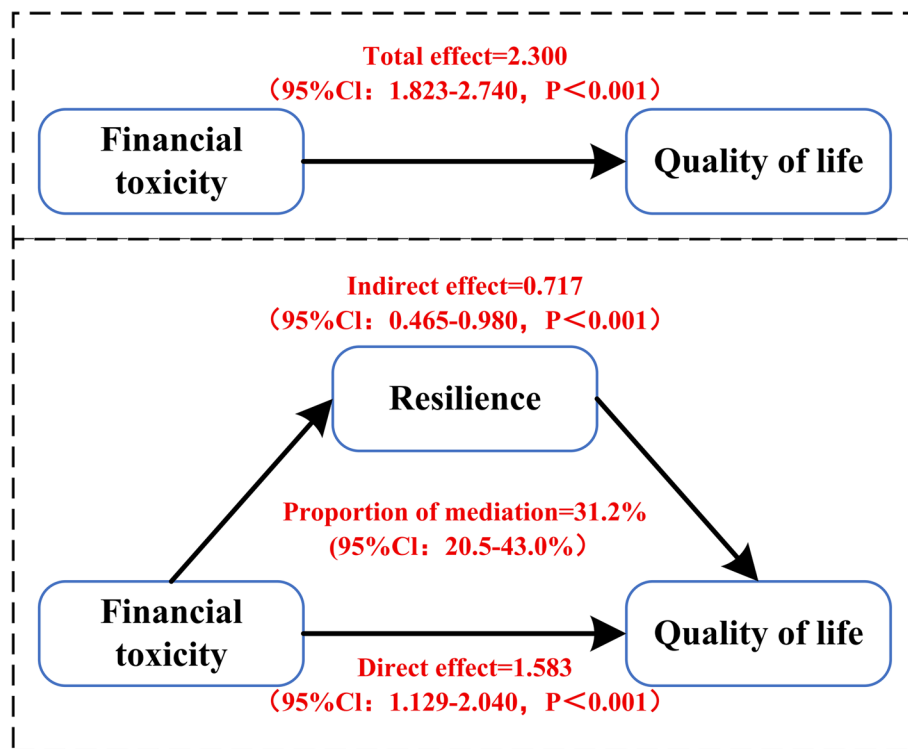 Total effect=2.300
（95%Cl：1.823-2.740，P＜0.001）
Financial
toxicity
Quality of life
Indirect effect=0.717
（95%Cl：0.465-0.980，P＜0.001）
Resilience
Proportion of mediation=31.2%
(95%Cl：20.5-43.0%）
Financial
toxicity
Quality of life
Direct effect=1.583
（95%Cl：1.129-2.040，P＜0.001）